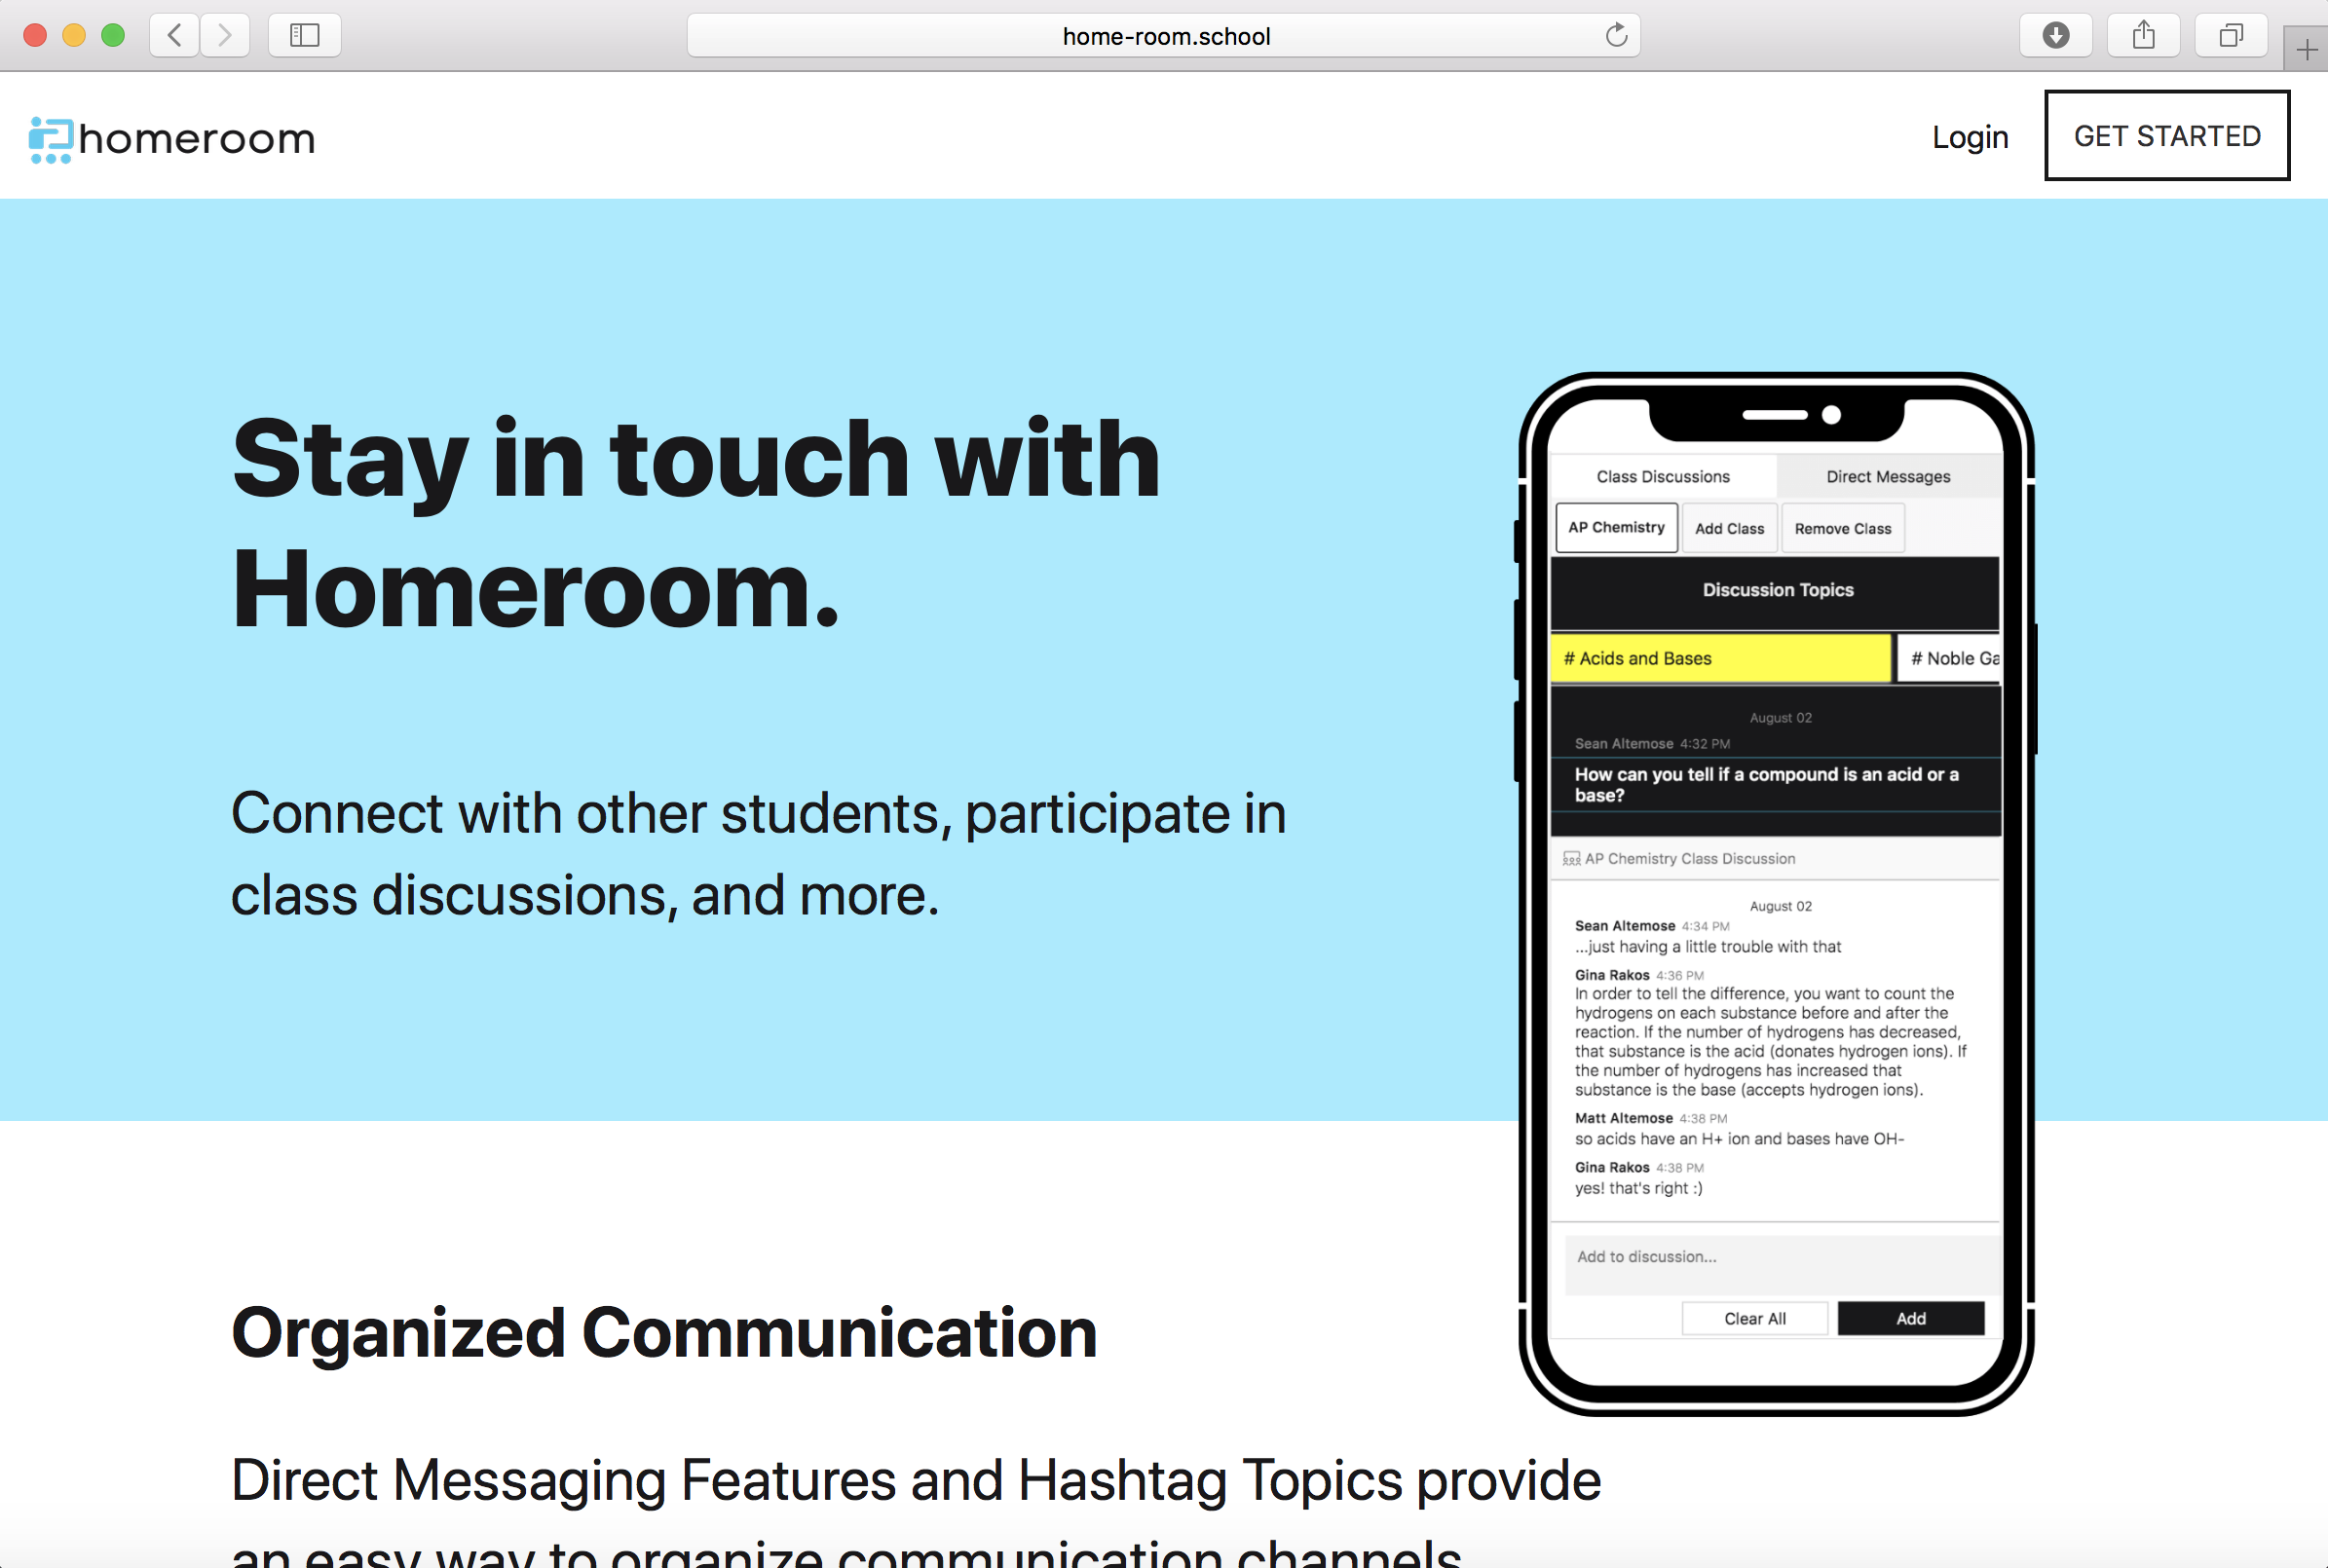 home-room.school
homeroom
Login
GET STARTED
Stay in touch with
Homeroom.
Connect with other students, participate in
class discussions, and more.
Class Discussions
Direct Messages
AP Chemistry
Add Class
Remove Class
Discussion Topics
# Acids and Bases
# Noble Ga
August 02
Sean Altemose 4:32 PM
How can you tell if a compound is an acid or a
base?
AP Chemistry Class Discussion
August 02
Sean Altemose 4:34 PM
...just having a little trouble with that
Gina Rakos 4:36 PM
In order to tell the difference, you want to count the
hydrogens on each substance before and after the
reaction. If the number of hydrogens has decreased,
that substance is the acid (donates hydrogen ions). If
the number of hydrogens has increased that
substance is the base (accepts hydrogen ions).
Matt Altemose 4:38 PM
so acids have an H+ ion and bases have OH-
Gina Rakos 4:38 PM
yes! that's right :)
Add to discussion...
Clear All
Add
Organized Communication
Direct Messaging Features and Hashtag Topics provide
an easy way to organize communication channels